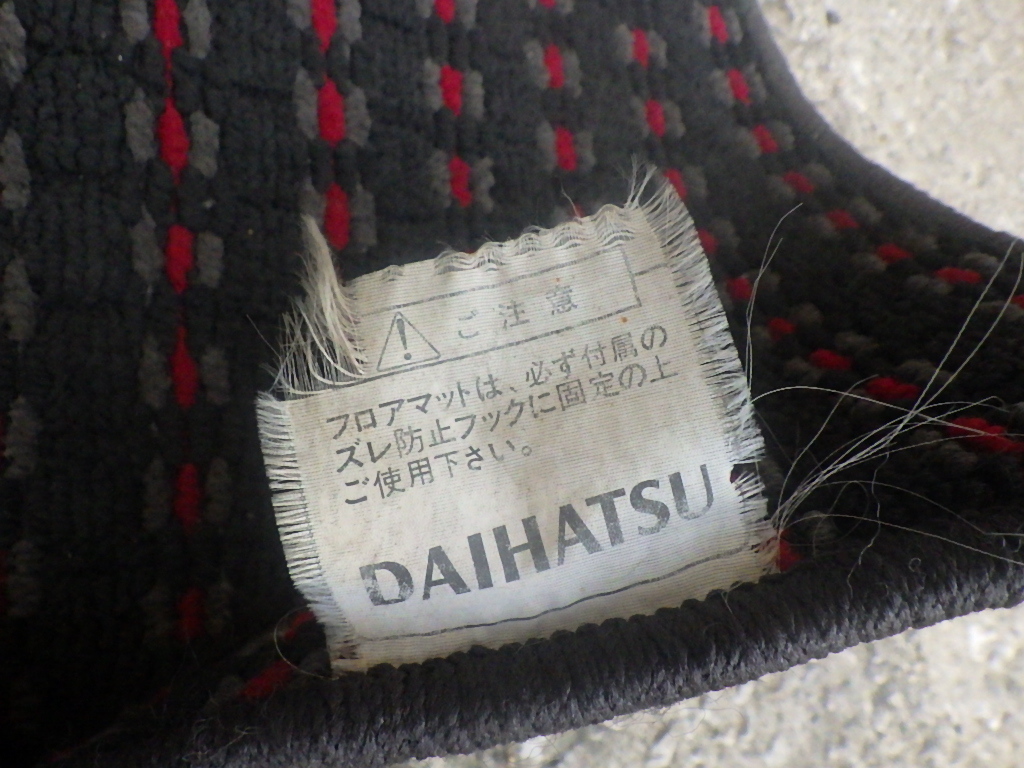 ご注意
フロアマットは、必ず付属の
ズレ防止フックに固定の上
ご使用下さい。
DAIHATSU